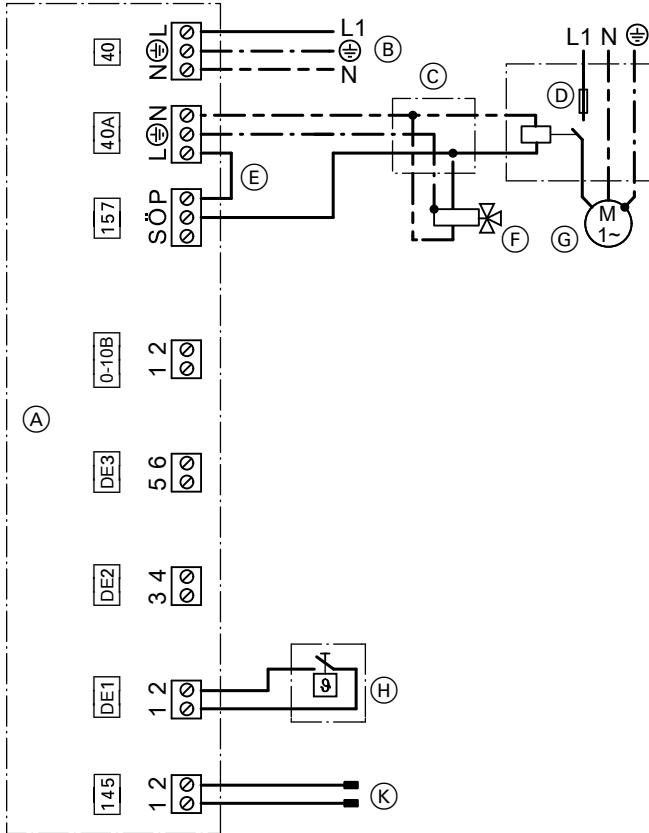 40
N ⏚ L
L1
⏚
N
B
40A
L ⏚ N
C
L1 N ⏚
D
E
157
S Ö P
F
G
M
1~
0-10B
1 2
A
DE3
5 6
DE2
3 4
DE1
1 2
ϑ
H
145
1 2
K